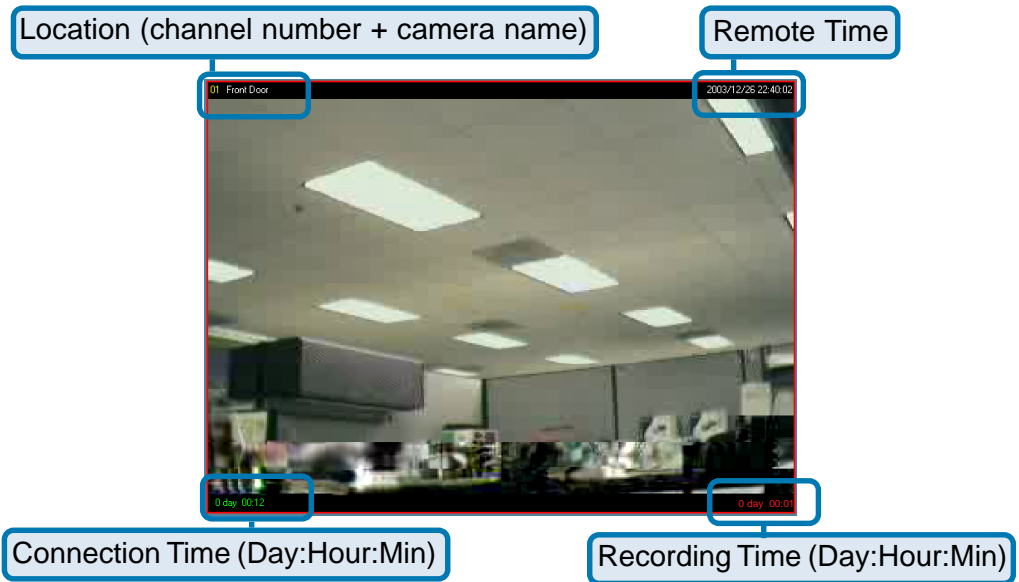 Location (channel number + camera name)
Remote Time
01 Front Door
2003/12/26 22:40:02
0 day 00:12
0 day 00:01
Connection Time (Day:Hour:Min)
Recording Time (Day:Hour:Min)